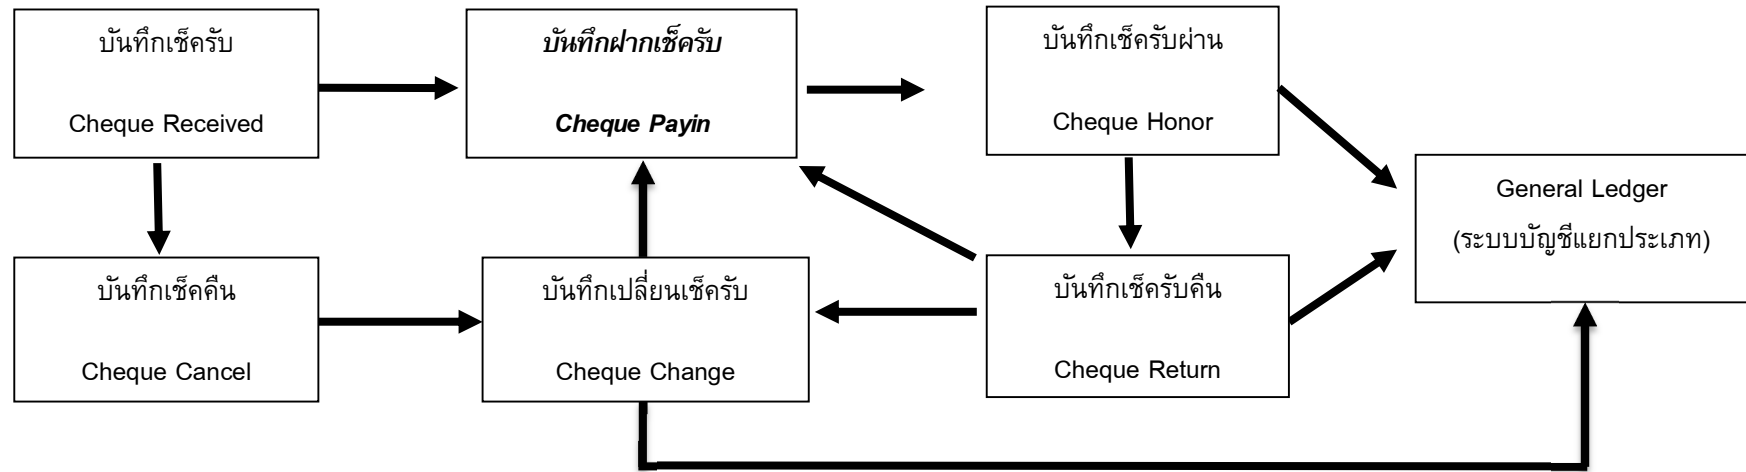 บันทึกเช็ครับ
Cheque Received
บันทึกฝากเช็ครับ
Cheque Payin
บันทึกเช็ครับผ่าน
Cheque Honor
General Ledger
(ระบบบัญชีแยกประเภท)
บันทึกเช็คคืน
Cheque Cancel
บันทึกเปลี่ยนเช็ครับ
Cheque Change
บันทึกเช็ครับคืน
Cheque Return